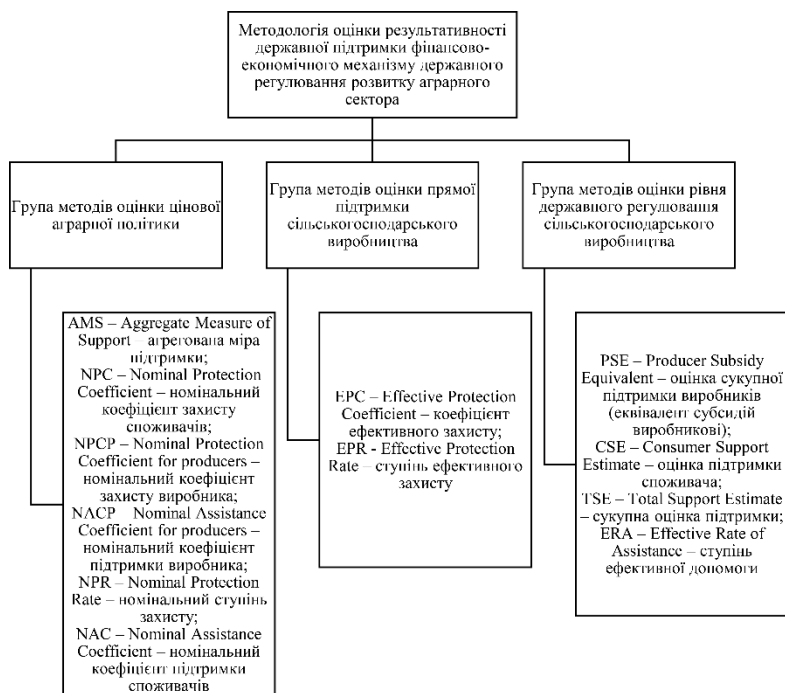 Методологія оцінки результативності
державної підтримки фінансово-
економічного механізму державного
регулювання розвитку аграрного
сектора
Група методів оцінки цінової
аграрної політики
Група методів оцінки прямої
підтримки
сільськогосподарського
виробництва
Група методів оцінки рівня
державного регулювання
сільськогосподарського
виробництва
AMS – Aggregate Measure of
Support – агрегована міра
підтримки;
NPC – Nominal Protection
Coefficient – номінальний
коефіцієнт захисту
споживачів;
NPCP – Nominal Protection
Coefficient for producers –
номінальний коефіцієнт
захисту виробника;
NACP – Nominal Assistance
Coefficient for producers –
номінальний коефіцієнт
підтримки виробника;
NPR – Nominal Protection
Rate – номінальний ступінь
захисту;
NAC – Nominal Assistance
Coefficient – номінальний
коефіцієнт підтримки
споживачів
EPC – Effective Protection
Coefficient – коефіцієнт
ефективного захисту;
EPR - Effective Protection
Rate – ступінь ефективного
захисту
PSE – Producer Subsidy
Equivalent – оцінка сукупної
підтримки виробників
(еквівалент субсидій
виробникові);
CSE – Consumer Support
Estimate – оцінка підтримки
споживача;
TSE – Total Support Estimate
– сукупна оцінка підтримки;
ERA – Effective Rate of
Assistance – ступінь
ефективної допомоги